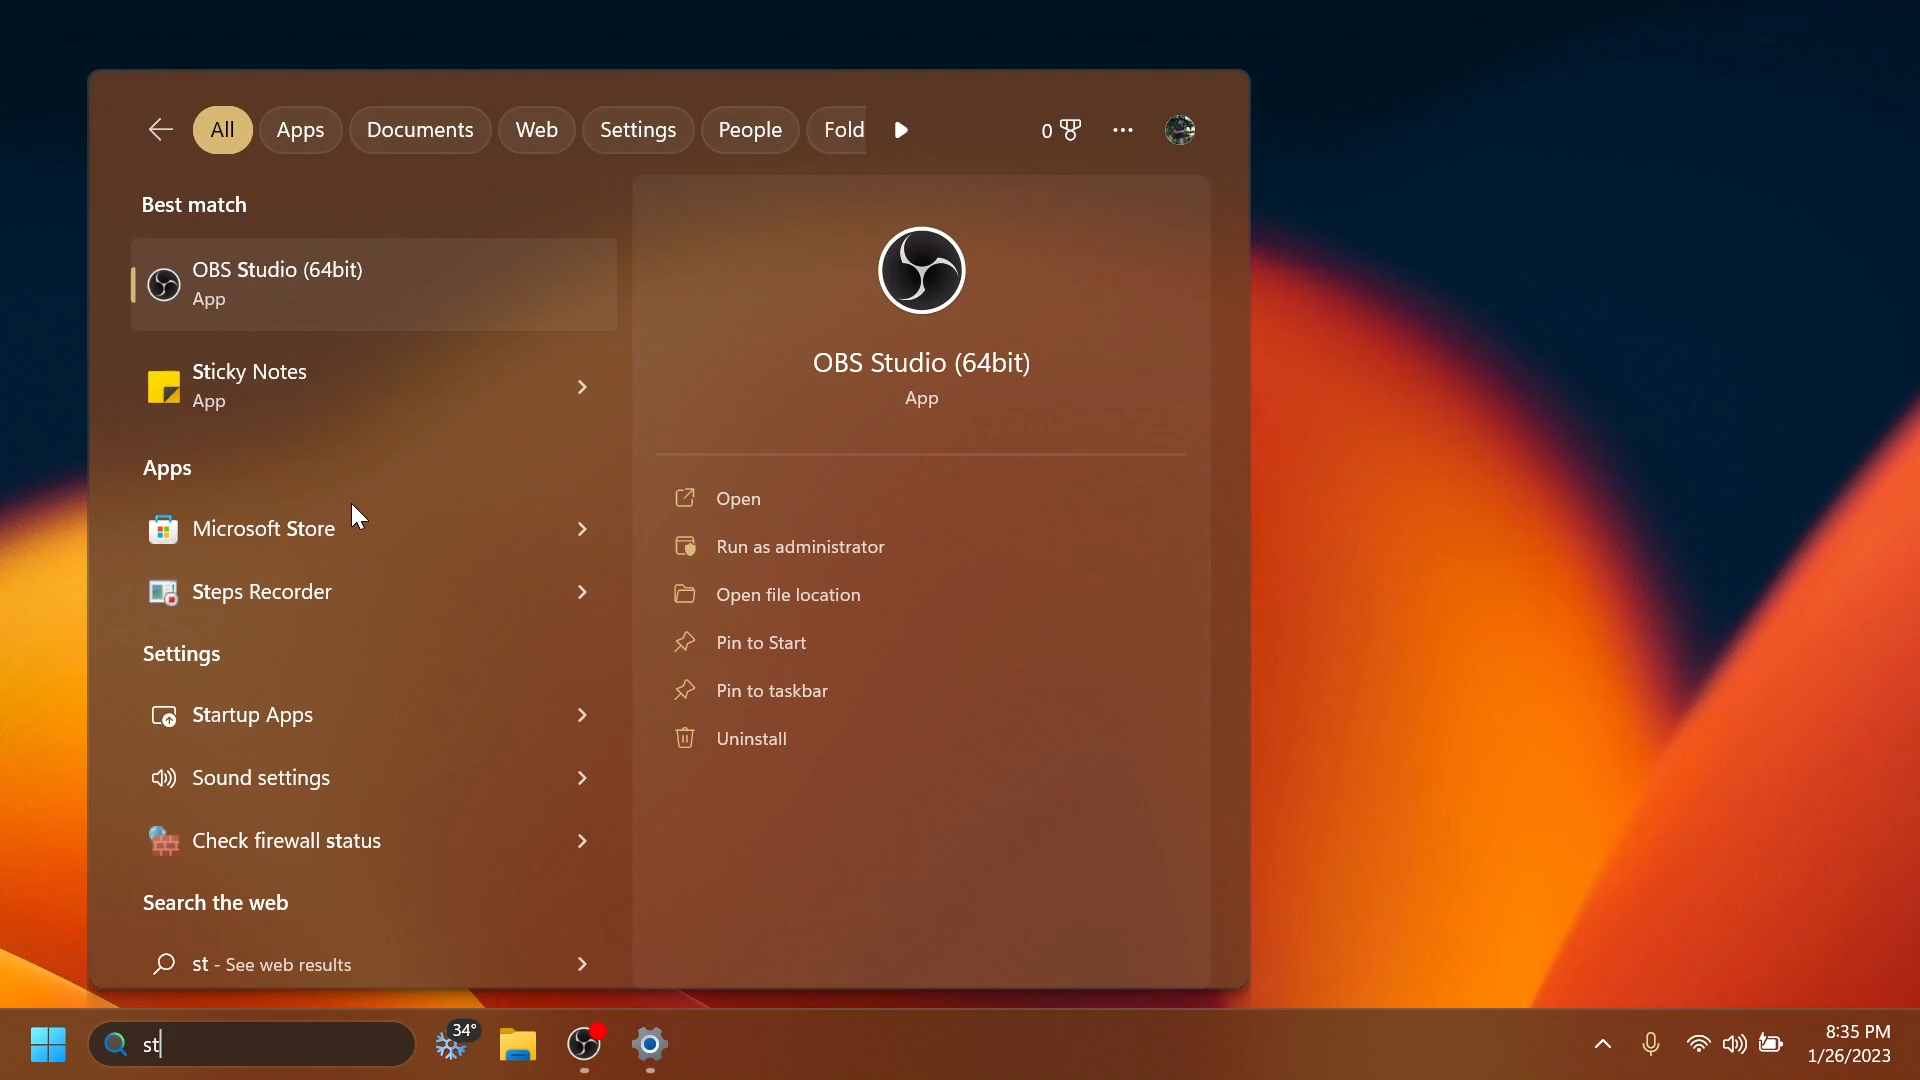 All
Apps
Documents
Web
Settings
People
Fold
0
Best match
OBS Studio (64bit)
App
Sticky Notes
App
Apps
Microsoft Store
Steps Recorder
Settings
Startup Apps
Sound settings
Check firewall status
Search the web
st - See web results
OBS Studio (64bit)
App
Open
Run as administrator
Open file location
Pin to Start
Pin to taskbar
Uninstall
st
34°
8:35 PM
1/26/2023